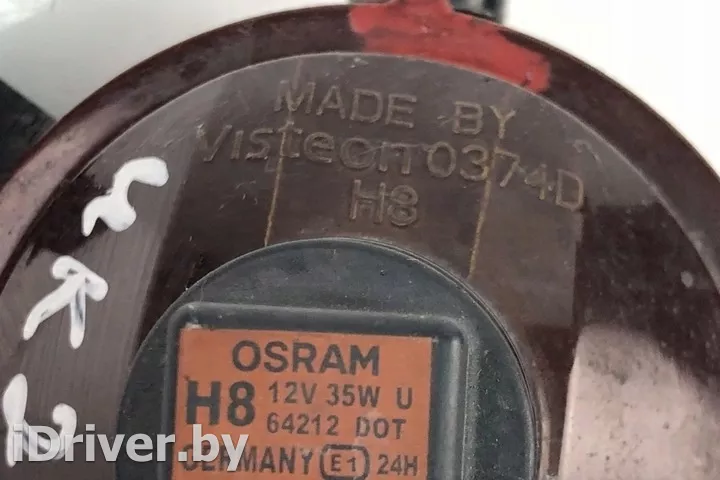 MADE BY
Visteon 0374D
H8
OSRAM
H8 12V 35W U
64212 DOT
GERMANY E1 24H
iDriver.by